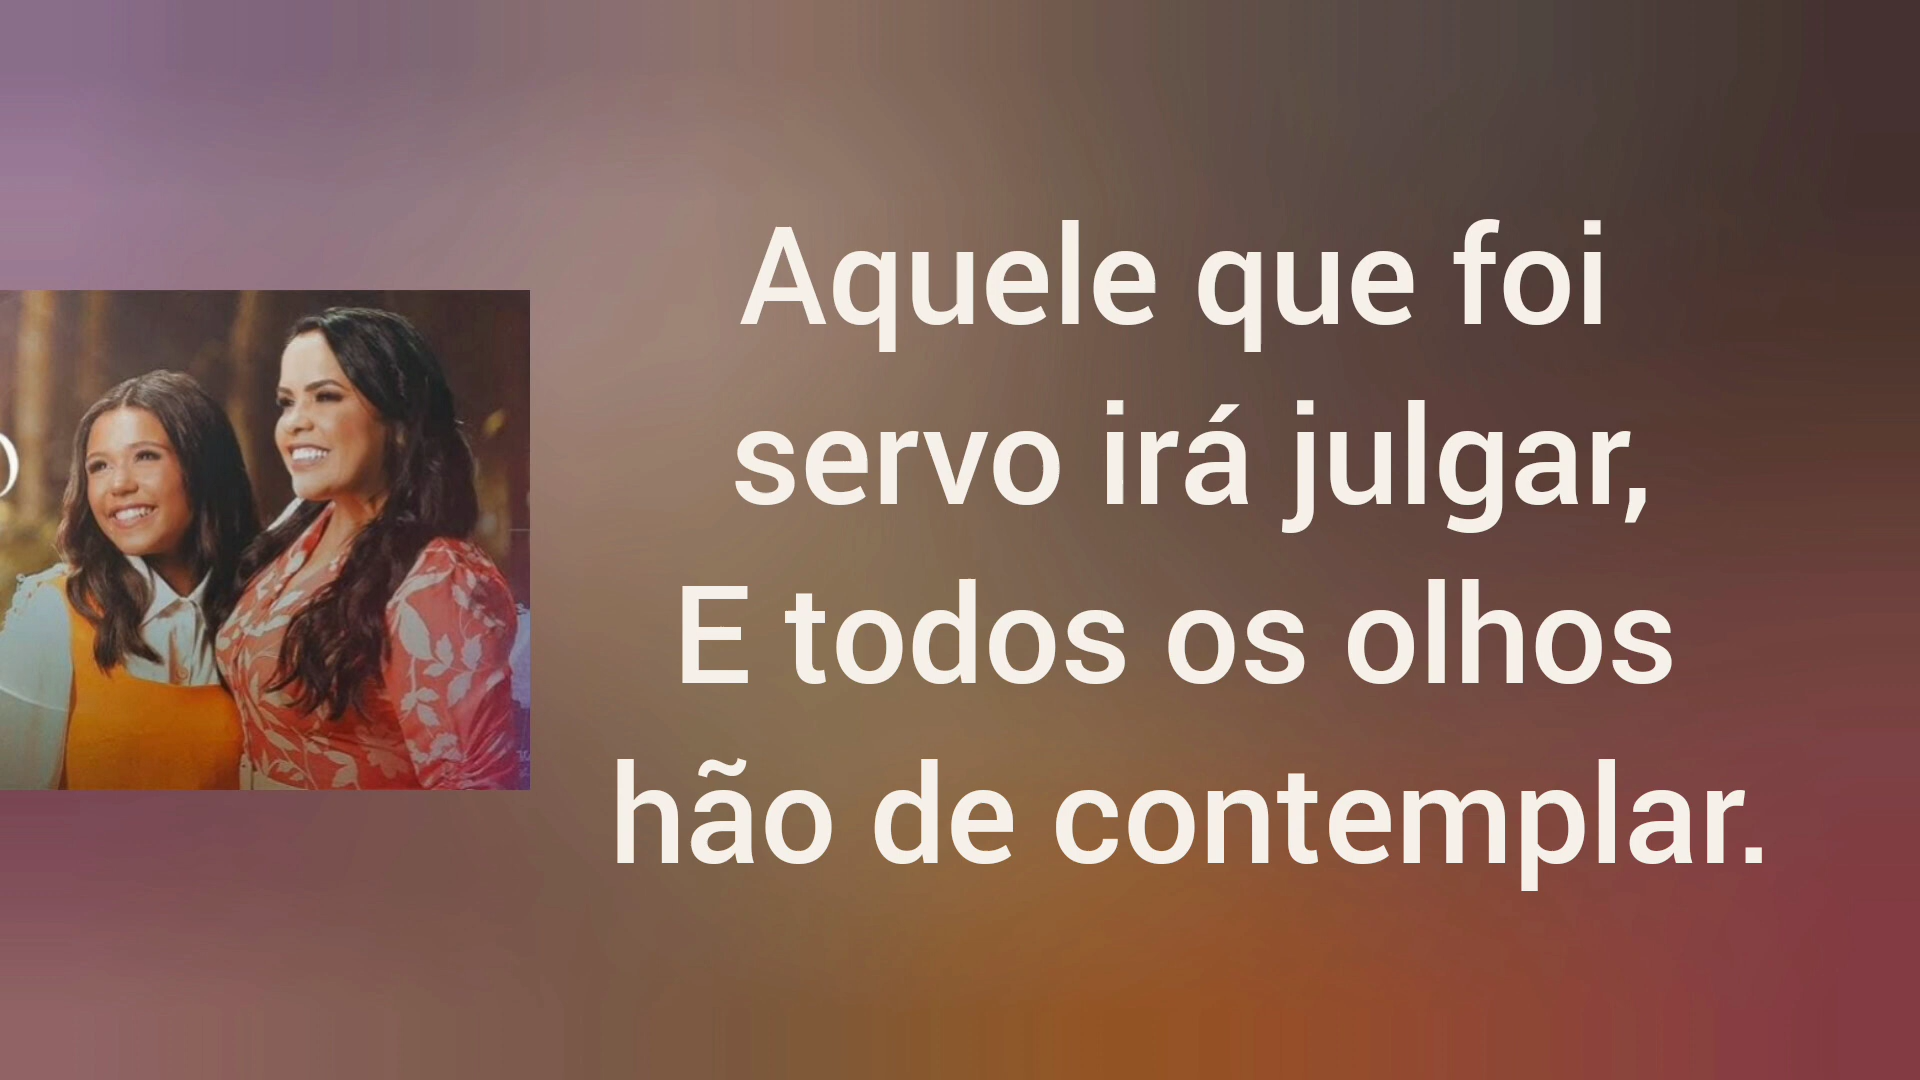 Aquele que foi
servo irá julgar,
E todos os olhos
hão de contemplar.